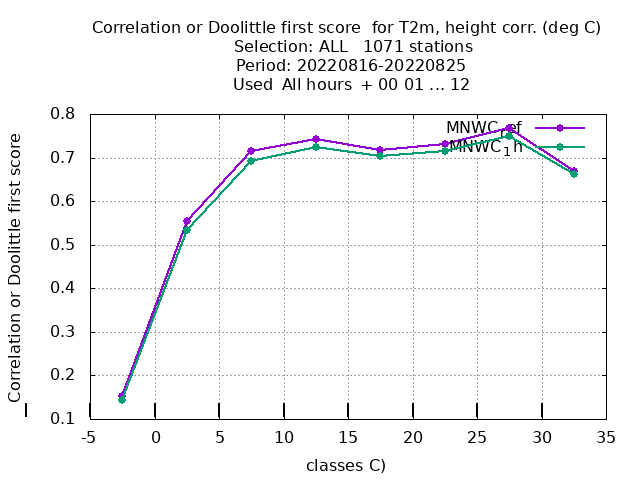 Correlation or Doolittle first score  for T2m, height corr. (deg C)
Selection: ALL   1071 stations
Period: 20220816-20220825
Used  All hours  + 00 01 ... 12
0.8
0.7
0.6
0.5
0.4
0.3
0.2
0.1
Correlation or Doolittle first score
MNWC_ref
MNWC_1h
-5
0
5
10
15
20
25
30
35
classes C)